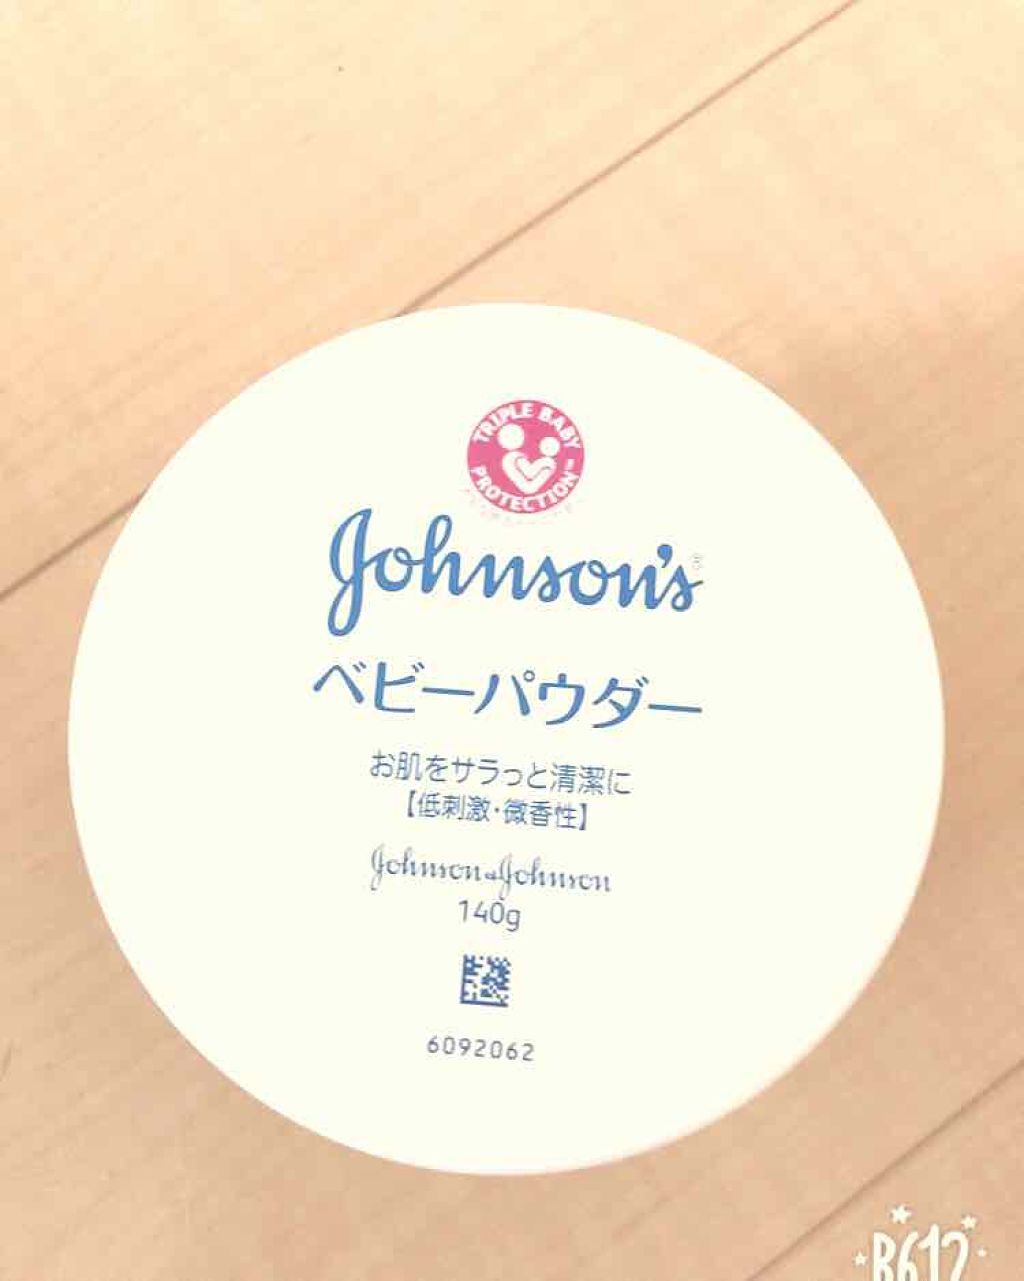 TRIPLE BABY
PROTECTION™
Johnson's®
ベビーパウダー
お肌をサラっと清潔に
【低刺激・微香性】
Johnson & Johnson
140g
6092062
B612